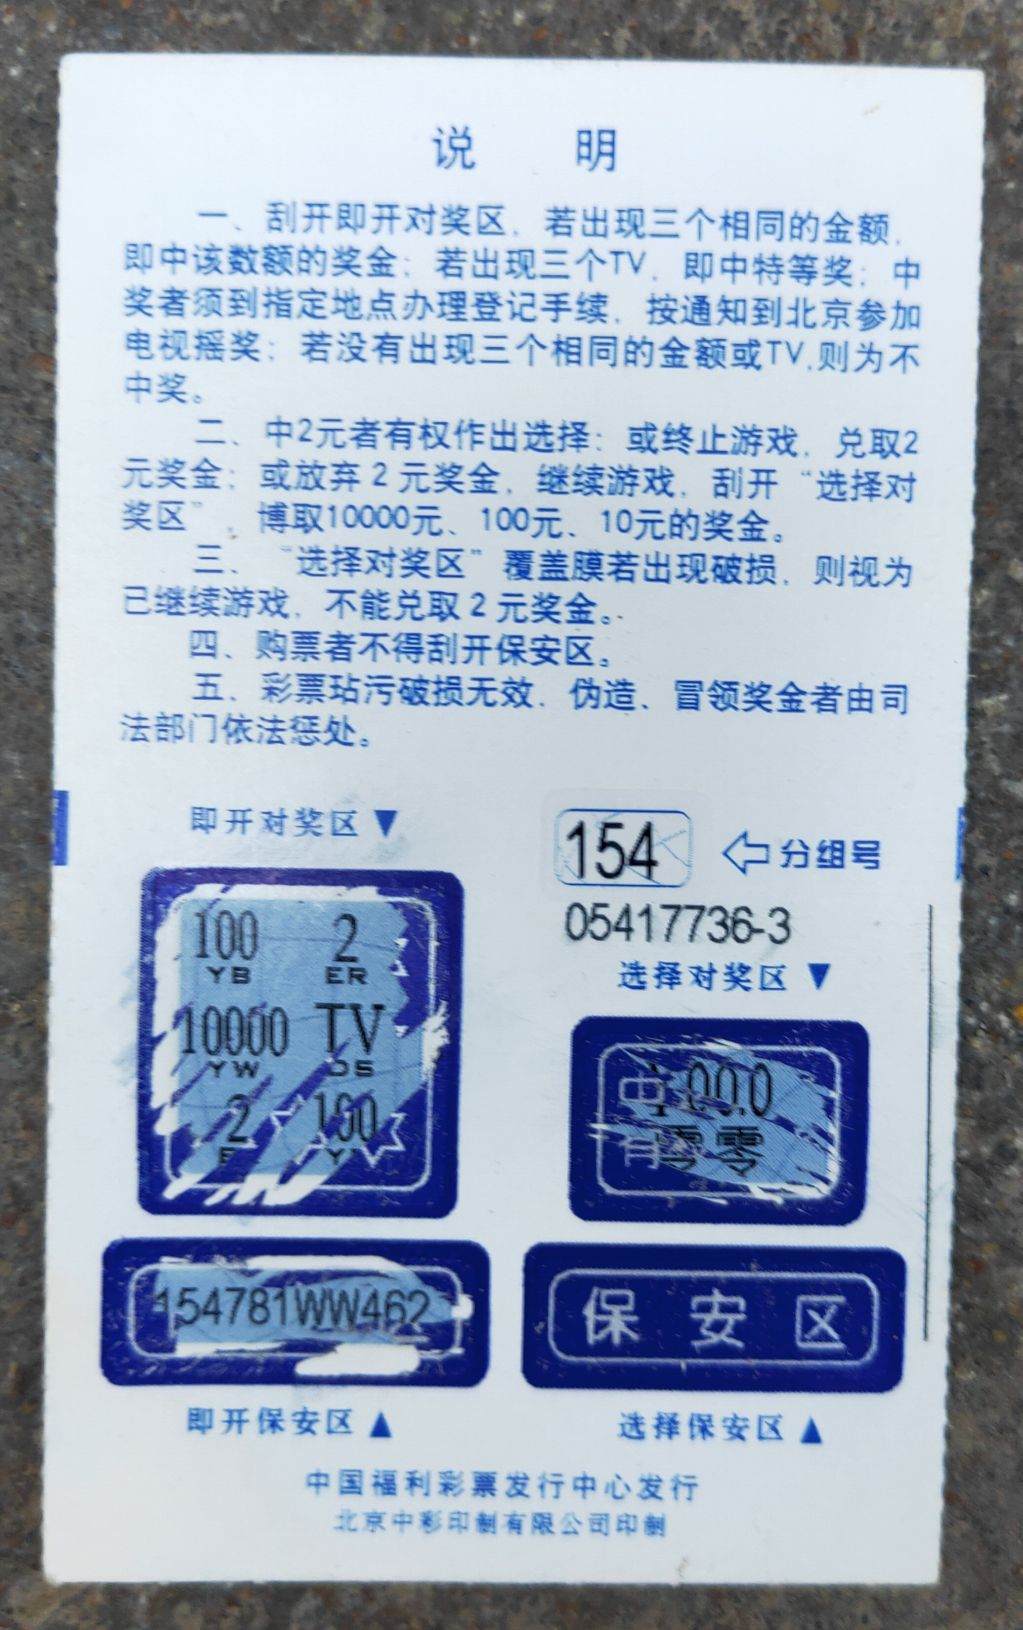 说 明
一、刮开即开对奖区，若出现三个相同的金额，
即中该数额的奖金；若出现三个TV，即中特等奖；中
奖者须到指定地点办理登记手续，按通知到北京参加
电视摇奖；若没有出现三个相同的金额或TV,则为不
中奖。
二、中2元者有权作出选择：或终止游戏，兑取2
元奖金；或放弃2元奖金，继续游戏，刮开“选择对
奖区”，博取10000元、100元、10元的奖金。
三、“选择对奖区”覆盖膜若出现破损，则视为
已继续游戏，不能兑取2元奖金。
四、购票者不得刮开保安区。
五、彩票玷污破损无效，伪造、冒领奖金者由司
法部门依法惩处。
即开对奖区▼
154 分组号
05417736-3
选择对奖区▼
100 2
YB ER
10000 TV
YW DS
2 100
零零
154781WW462
保安区
即开保安区▲
选择保安区▲
中国福利彩票发行中心发行
北京中彩印制有限公司印制